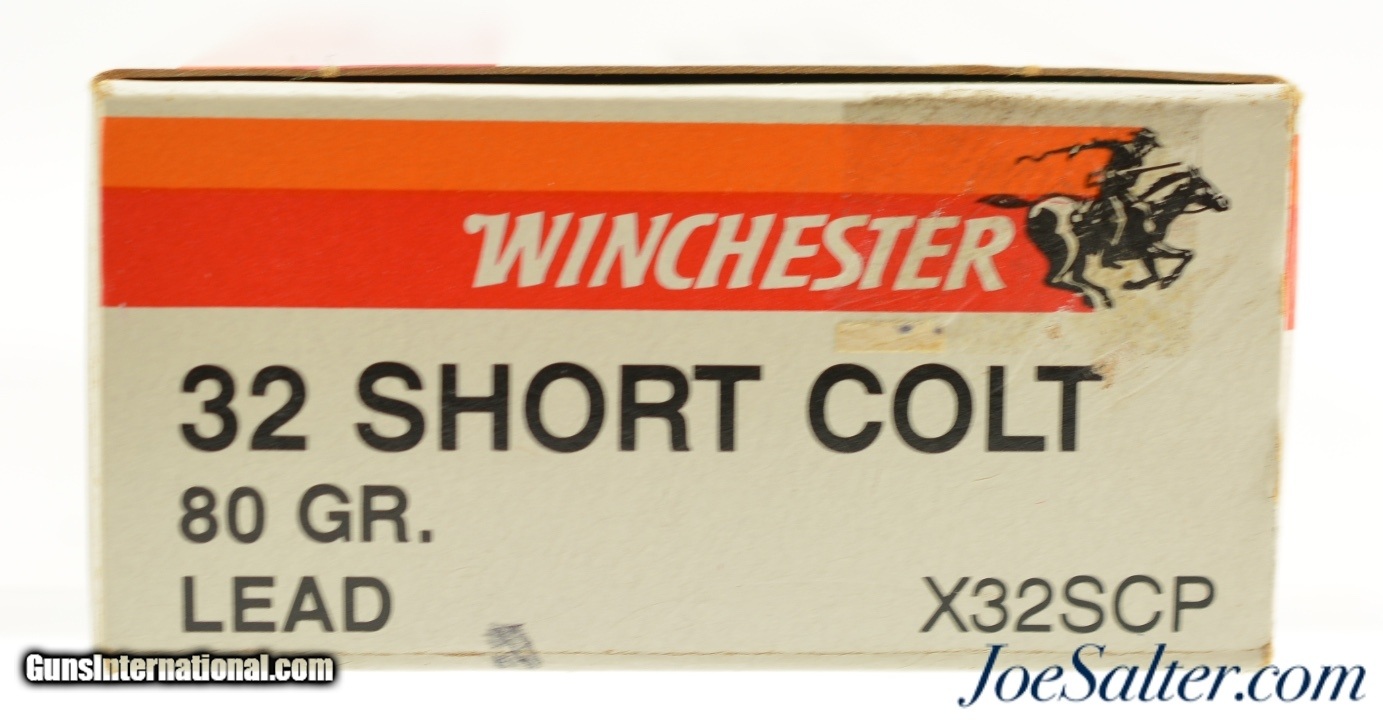 WINCHESTER
32 SHORT COLT
80 GR.
LEAD
X32SCP
GunsInternational.com
JoeSalter.com